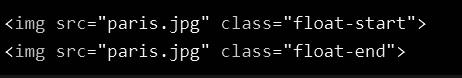 <img src="paris.jpg" class="float-start">
<img src="paris.jpg" class="float-end">